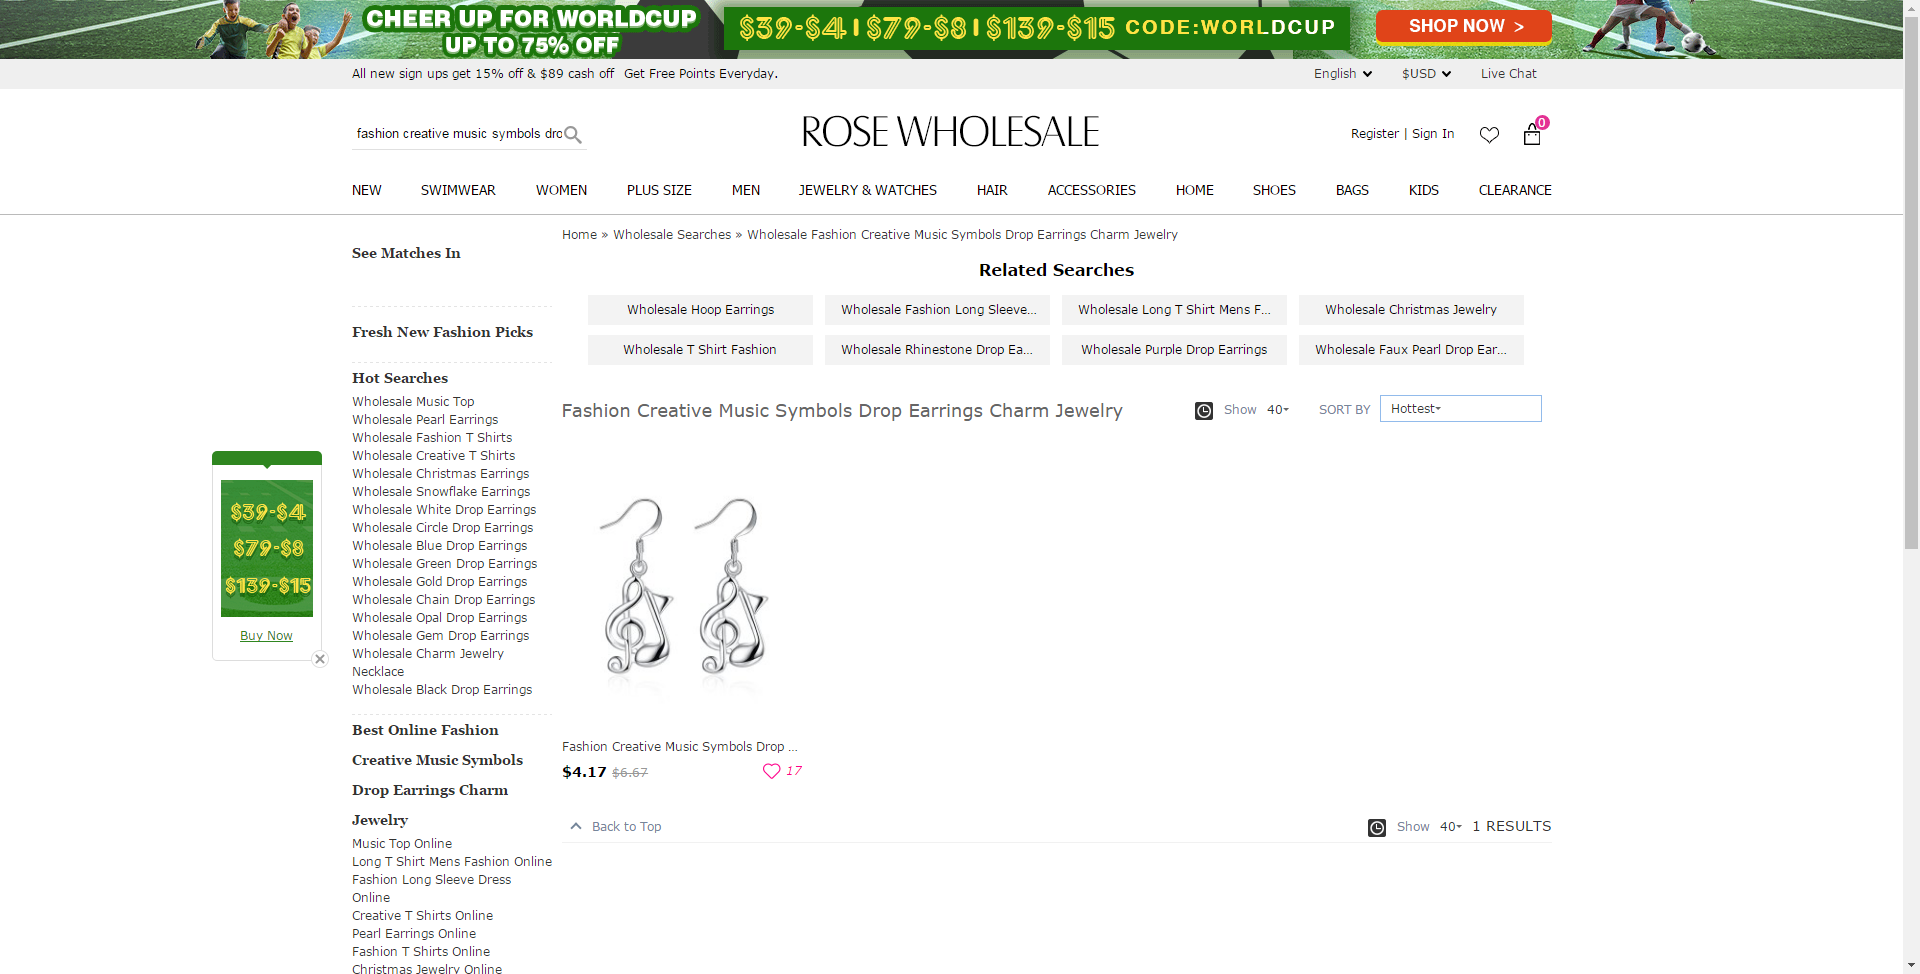 CHEER UP FOR WORLDCUP
UP TO 75% OFF
$39-$4 | $79-$8 | $139-$15 CODE:WORLDCUP
SHOP NOW >
All new sign ups get 15% off & $89 cash off Get Free Points Everyday.
English $USD Live Chat
fashion creative music symbols dro
ROSE WHOLESALE
Register | Sign In
0
NEW SWIMWEAR WOMEN PLUS SIZE MEN JEWELRY & WATCHES HAIR ACCESSORIES HOME SHOES BAGS KIDS CLEARANCE
Home » Wholesale Searches » Wholesale Fashion Creative Music Symbols Drop Earrings Charm Jewelry
See Matches In
Fresh New Fashion Picks
Hot Searches
Wholesale Music Top
Wholesale Pearl Earrings
Wholesale Fashion T Shirts
Wholesale Creative T Shirts
Wholesale Christmas Earrings
Wholesale Snowflake Earrings
Wholesale White Drop Earrings
Wholesale Circle Drop Earrings
Wholesale Blue Drop Earrings
Wholesale Green Drop Earrings
Wholesale Gold Drop Earrings
Wholesale Chain Drop Earrings
Wholesale Opal Drop Earrings
Wholesale Gem Drop Earrings
Wholesale Charm Jewelry
Necklace
Wholesale Black Drop Earrings
Best Online Fashion
Creative Music Symbols
Drop Earrings Charm
Jewelry
Music Top Online
Long T Shirt Mens Fashion Online
Fashion Long Sleeve Dress
Online
Creative T Shirts Online
Pearl Earrings Online
Fashion T Shirts Online
Christmas Jewelry Online
$39-$4
$79-$8
$139-$15
Buy Now
Related Searches
Wholesale Hoop Earrings Wholesale Fashion Long Sleeve... Wholesale Long T Shirt Mens F... Wholesale Christmas Jewelry
Wholesale T Shirt Fashion Wholesale Rhinestone Drop Ea... Wholesale Purple Drop Earrings Wholesale Faux Pearl Drop Ear...
Fashion Creative Music Symbols Drop Earrings Charm Jewelry
Show 40 SORT BY Hottest
Fashion Creative Music Symbols Drop ...
$4.17 $6.67 17
Back to Top
Show 40 1 RESULTS